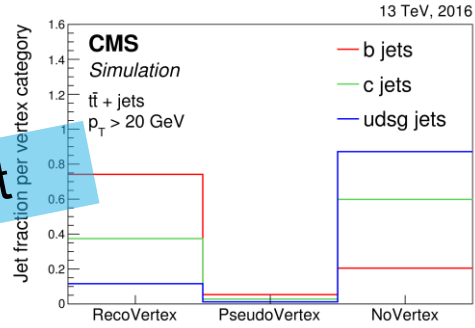 13 TeV, 2016
Jet fraction per vertex category
1.6
1.4
1.2
1
0.8
0.6
0.4
0.2
0
CMS
Simulation
tt̄ + jets
p_T > 20 GeV
b jets
c jets
udsg jets
t
RecoVertex PseudoVertex NoVertex